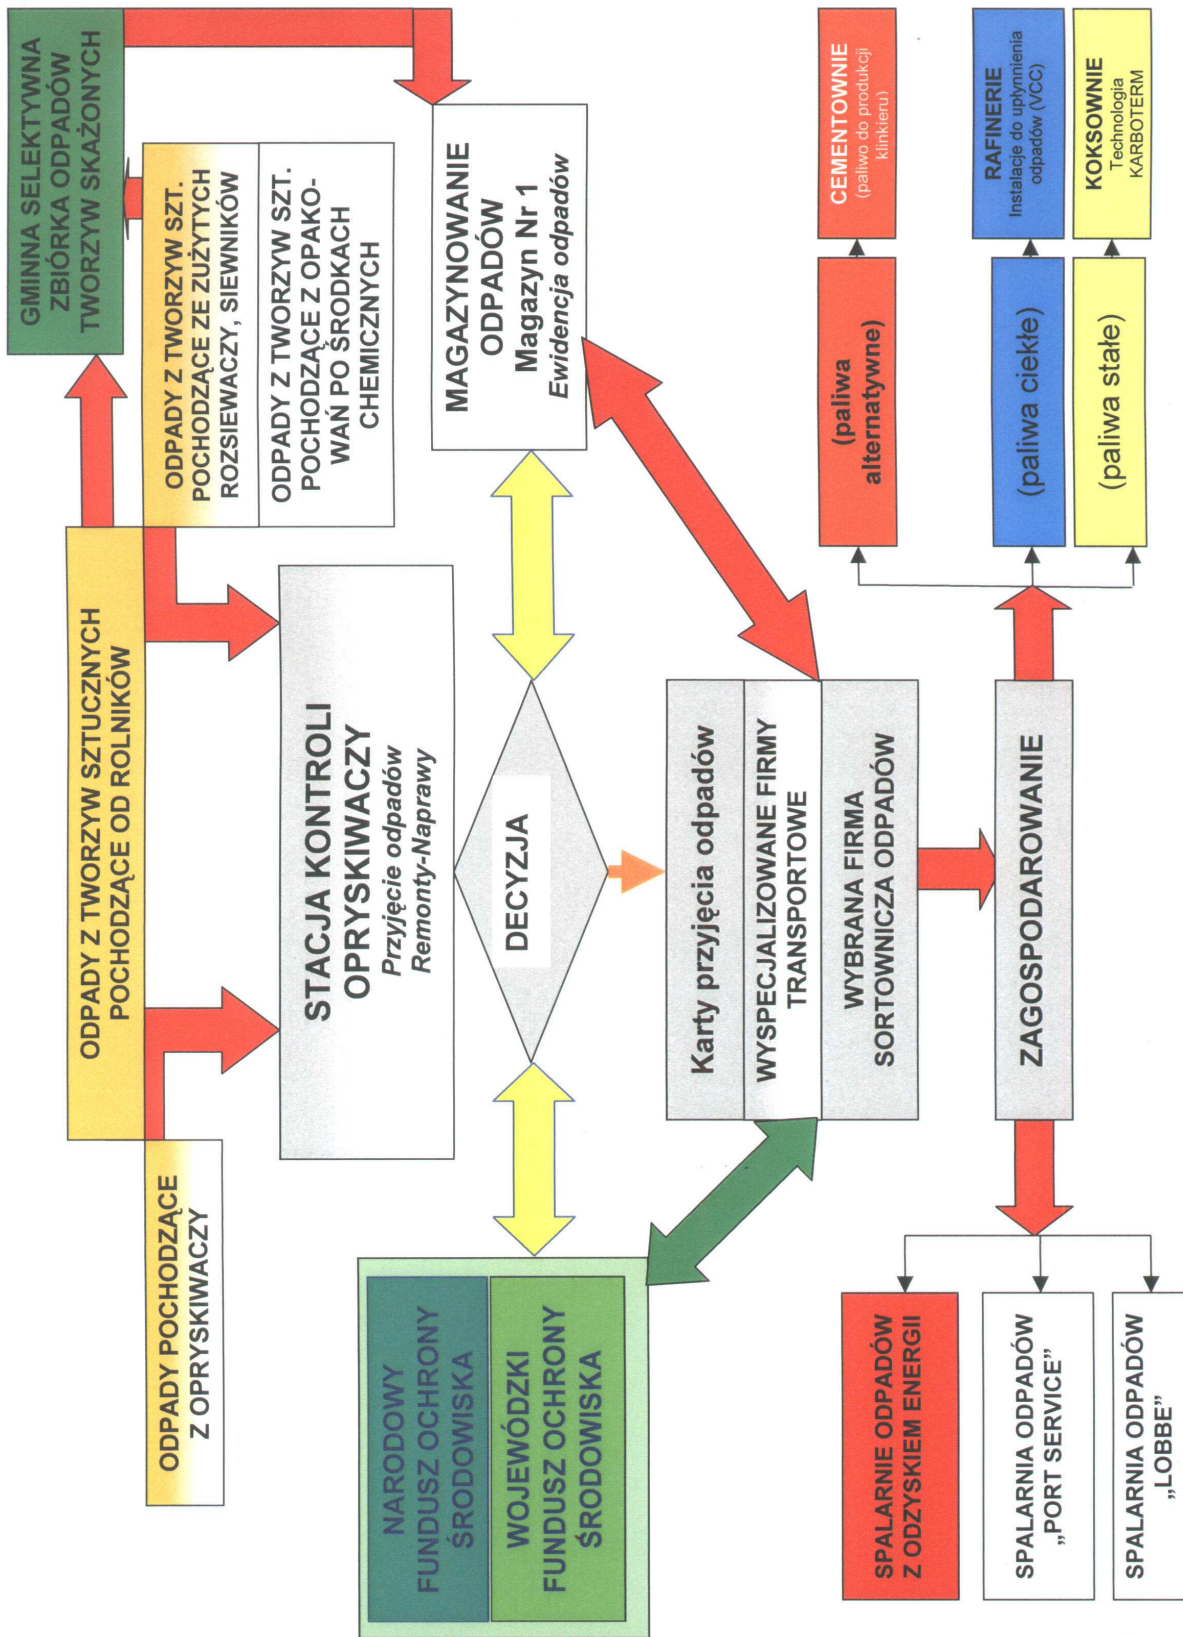 ODPADY Z TWORZYW SZTUCZNYCH
POCHODZĄCE OD ROLNIKÓW
GMINNA SELEKTYWNA
ZBIÓRKA ODPADÓW
TWORZYW SKAŻONYCH
ODPADY POCHODZĄCE
Z OPRYSKIWACZY
ODPADY Z TWORZYW SZT.
POCHODZĄCE ZE ZUŻYTYCH
ROZSIEWACZY, SIEWNIKÓW
ODPADY Z TWORZYW SZT.
POCHODZĄCE Z OPAKO-
WAŃ PO ŚRODKACH
CHEMICZNYCH
STACJA KONTROLI
OPRYSKIWACZY
Przyjęcie odpadów
Remonty-Naprawy
NARODOWY
FUNDUSZ OCHRONY
ŚRODOWISKA
WOJEWÓDZKI
FUNDUSZ OCHRONY
ŚRODOWISKA
DECYZJA
MAGAZYNOWANIE
ODPADÓW
Magazyn Nr 1
Ewidencja odpadów
Karty przyjęcia odpadów
WYSPECJALIZOWANE FIRMY
TRANSPORTOWE
WYBRANA FIRMA
SORTOWNICZA ODPADÓW
ZAGOSPODAROWANIE
SPALARNIE ODPADÓW
Z ODZYSKIEM ENERGII
SPALARNIA ODPADÓW
„PORT SERVICE”
SPALARNIA ODPADÓW
„LOBBE”
(paliwa
alternatywne)
CEMENTOWNIE
(paliwo do produkcji
klinkieru)
(paliwa ciekłe)
RAFINERIE
Instalacje do upłynnienia
odpadów (VCC)
(paliwa stałe)
KOKSOWNIE
Technologia
KARBOTERM